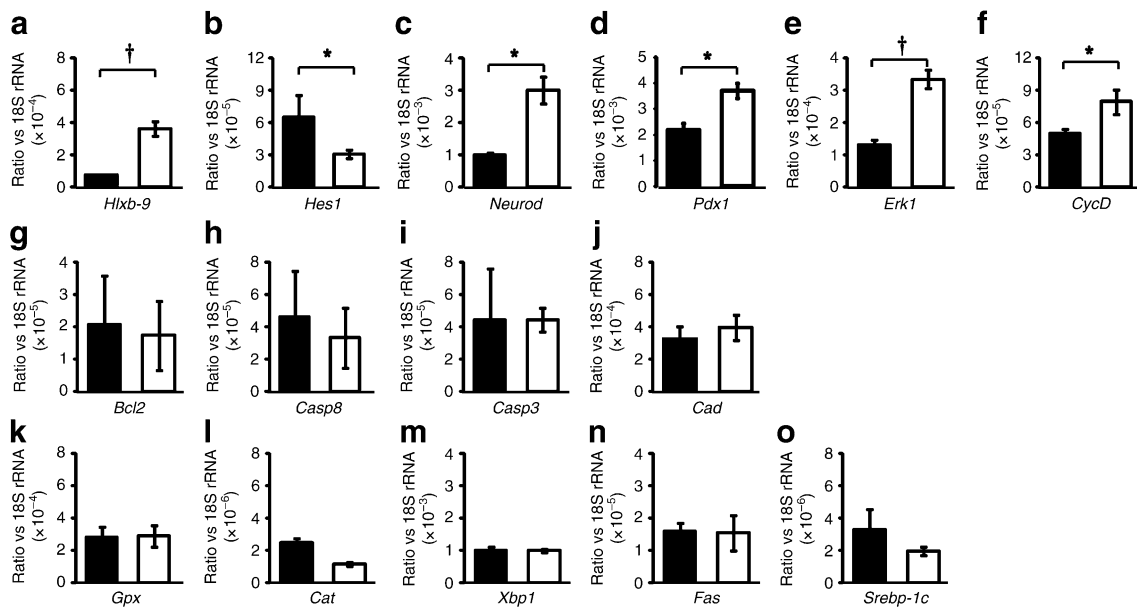 a b c d e f
† * * * † *
Ratio vs 18S rRNA (×10⁻⁴)
8
6
4
2
0
Hlxb-9
Ratio vs 18S rRNA (×10⁻⁵)
12
9
6
3
0
Hes1
Ratio vs 18S rRNA (×10⁻³)
4
3
2
1
0
Neurod
Ratio vs 18S rRNA (×10⁻³)
5
4
3
2
1
0
Pdx1
Ratio vs 18S rRNA (×10⁻⁴)
4
3
2
1
0
Erk1
Ratio vs 18S rRNA (×10⁻⁵)
12
9
6
3
0
CycD
g h i j
Ratio vs 18S rRNA (×10⁻⁵)
4
3
2
1
0
Bcl2
Ratio vs 18S rRNA (×10⁻⁵)
8
6
4
2
0
Casp8
Ratio vs 18S rRNA (×10⁻⁵)
8
6
4
2
0
Casp3
Ratio vs 18S rRNA (×10⁻⁴)
8
6
4
2
0
Cad
k l m n o
Ratio vs 18S rRNA (×10⁻⁴)
8
6
4
2
0
Gpx
Ratio vs 18S rRNA (×10⁻⁶)
8
6
4
2
0
Cat
Ratio vs 18S rRNA (×10⁻³)
4
3
2
1
0
Xbp1
Ratio vs 18S rRNA (×10⁻⁵)
4
3
2
1
0
Fas
Ratio vs 18S rRNA (×10⁻⁶)
8
6
4
2
0
Srebp-1c